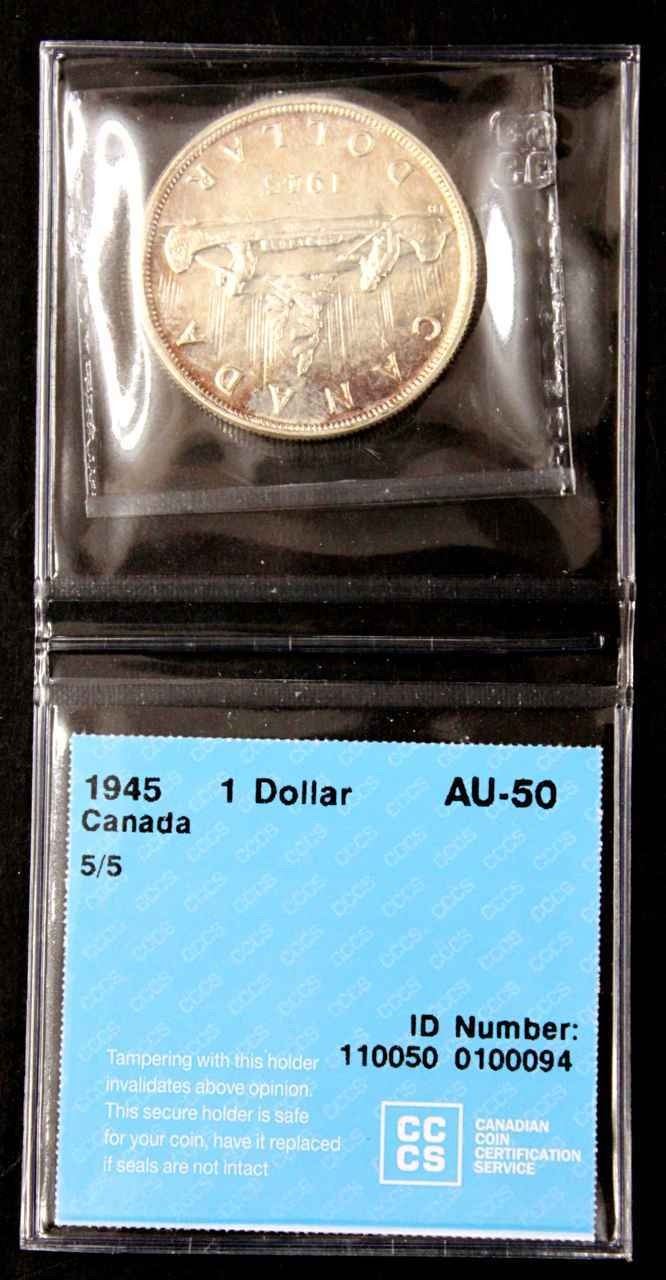 CANADA
1945
DOLLAR
CC
CS
1945 1 Dollar AU-50
Canada
5/5
ID Number:
110050 0100094
Tampering with this holder
invalidates above opinion.
This secure holder is safe
for your coin, have it replaced
if seals are not intact
CC
CS
CANADIAN
COIN
CERTIFICATION
SERVICE